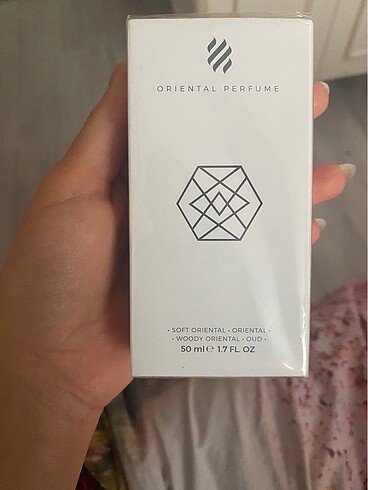 ORIENTAL PERFUME
• SOFT ORIENTAL • ORIENTAL •
• WOODY ORIENTAL • OUD •
50 ml ℮ 1.7 FL. OZ